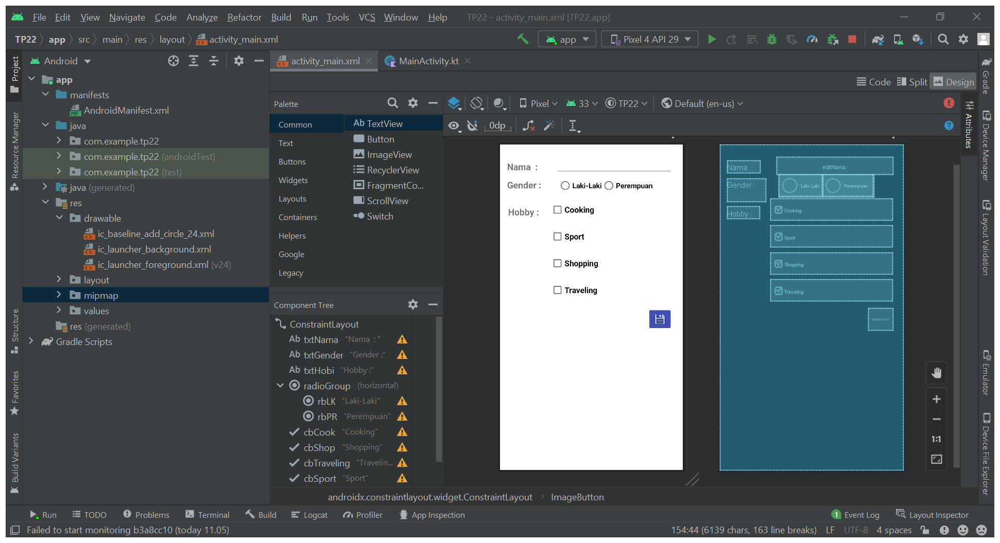 File Edit View Navigate Code Analyze Refactor Build Run Tools VCS Window Help TP22 - activity_main.xml [TP22.app]
TP22 app src main res layout activity_main.xml
app Pixel 4 API 29
Project
Resource Manager
Structure
Favorites
Build Variants
Android
app
manifests
MF AndroidManifest.xml
java
com.example.tp22
com.example.tp22 (androidTest)
com.example.tp22 (test)
java (generated)
res
drawable
ic_baseline_add_circle_24.xml
ic_launcher_background.xml
ic_launcher_foreground.xml (v24)
layout
mipmap
values
res (generated)
Gradle Scripts
activity_main.xml MainActivity.kt
Code Split Design
Palette
Common
Text
Buttons
Widgets
Layouts
Containers
Helpers
Google
Legacy
Ab TextView
Button
ImageView
RecyclerView
FragmentCo...
ScrollView
Switch
Component Tree
ConstraintLayout
Ab txtNama "Nama : "
Ab txtGender "Gender :"
Ab txtHobi "Hobby :"
radioGroup (horizontal)
rbLK "Laki-Laki"
rbPR "Perempuan"
cbCook "Cooking"
cbShop "Shopping"
cbTraveling "Travelin...
cbSport "Sport"
Pixel 33 TP22 Default (en-us)
0dp
Nama :
Gender : Laki-Laki Perempuan
Hobby : Cooking
Sport
Shopping
Traveling
Nama : editNama
Gender : Laki-Laki Perempuan
Hobby : Cooking
Sport
Shopping
Traveling
1:1
Attributes
Gradle
Device Manager
Layout Validation
Emulator
Device File Explorer
androidx.constraintlayout.widget.ConstraintLayout ImageButton
Run TODO Problems Terminal Build Logcat Profiler App Inspection 1 Event Log Layout Inspector
Failed to start monitoring b3a8cc10 (today 11.05) 154:44 (6139 chars, 163 line breaks) LF UTF-8 4 spaces